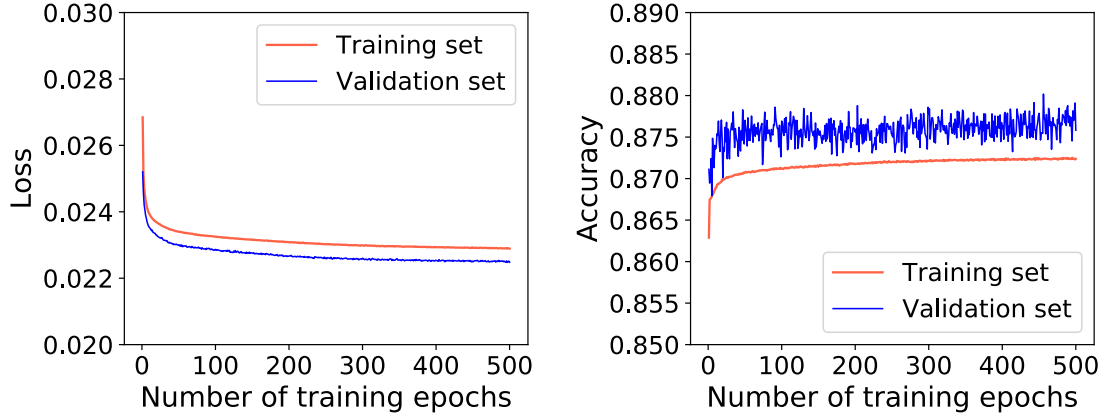 0.030
0.028
0.026
0.024
0.022
0.020
Loss
0 100 200 300 400 500
Number of training epochs
Training set
Validation set
0.890
0.885
0.880
0.875
0.870
0.865
0.860
0.855
0.850
Accuracy
0 100 200 300 400 500
Number of training epochs
Training set
Validation set